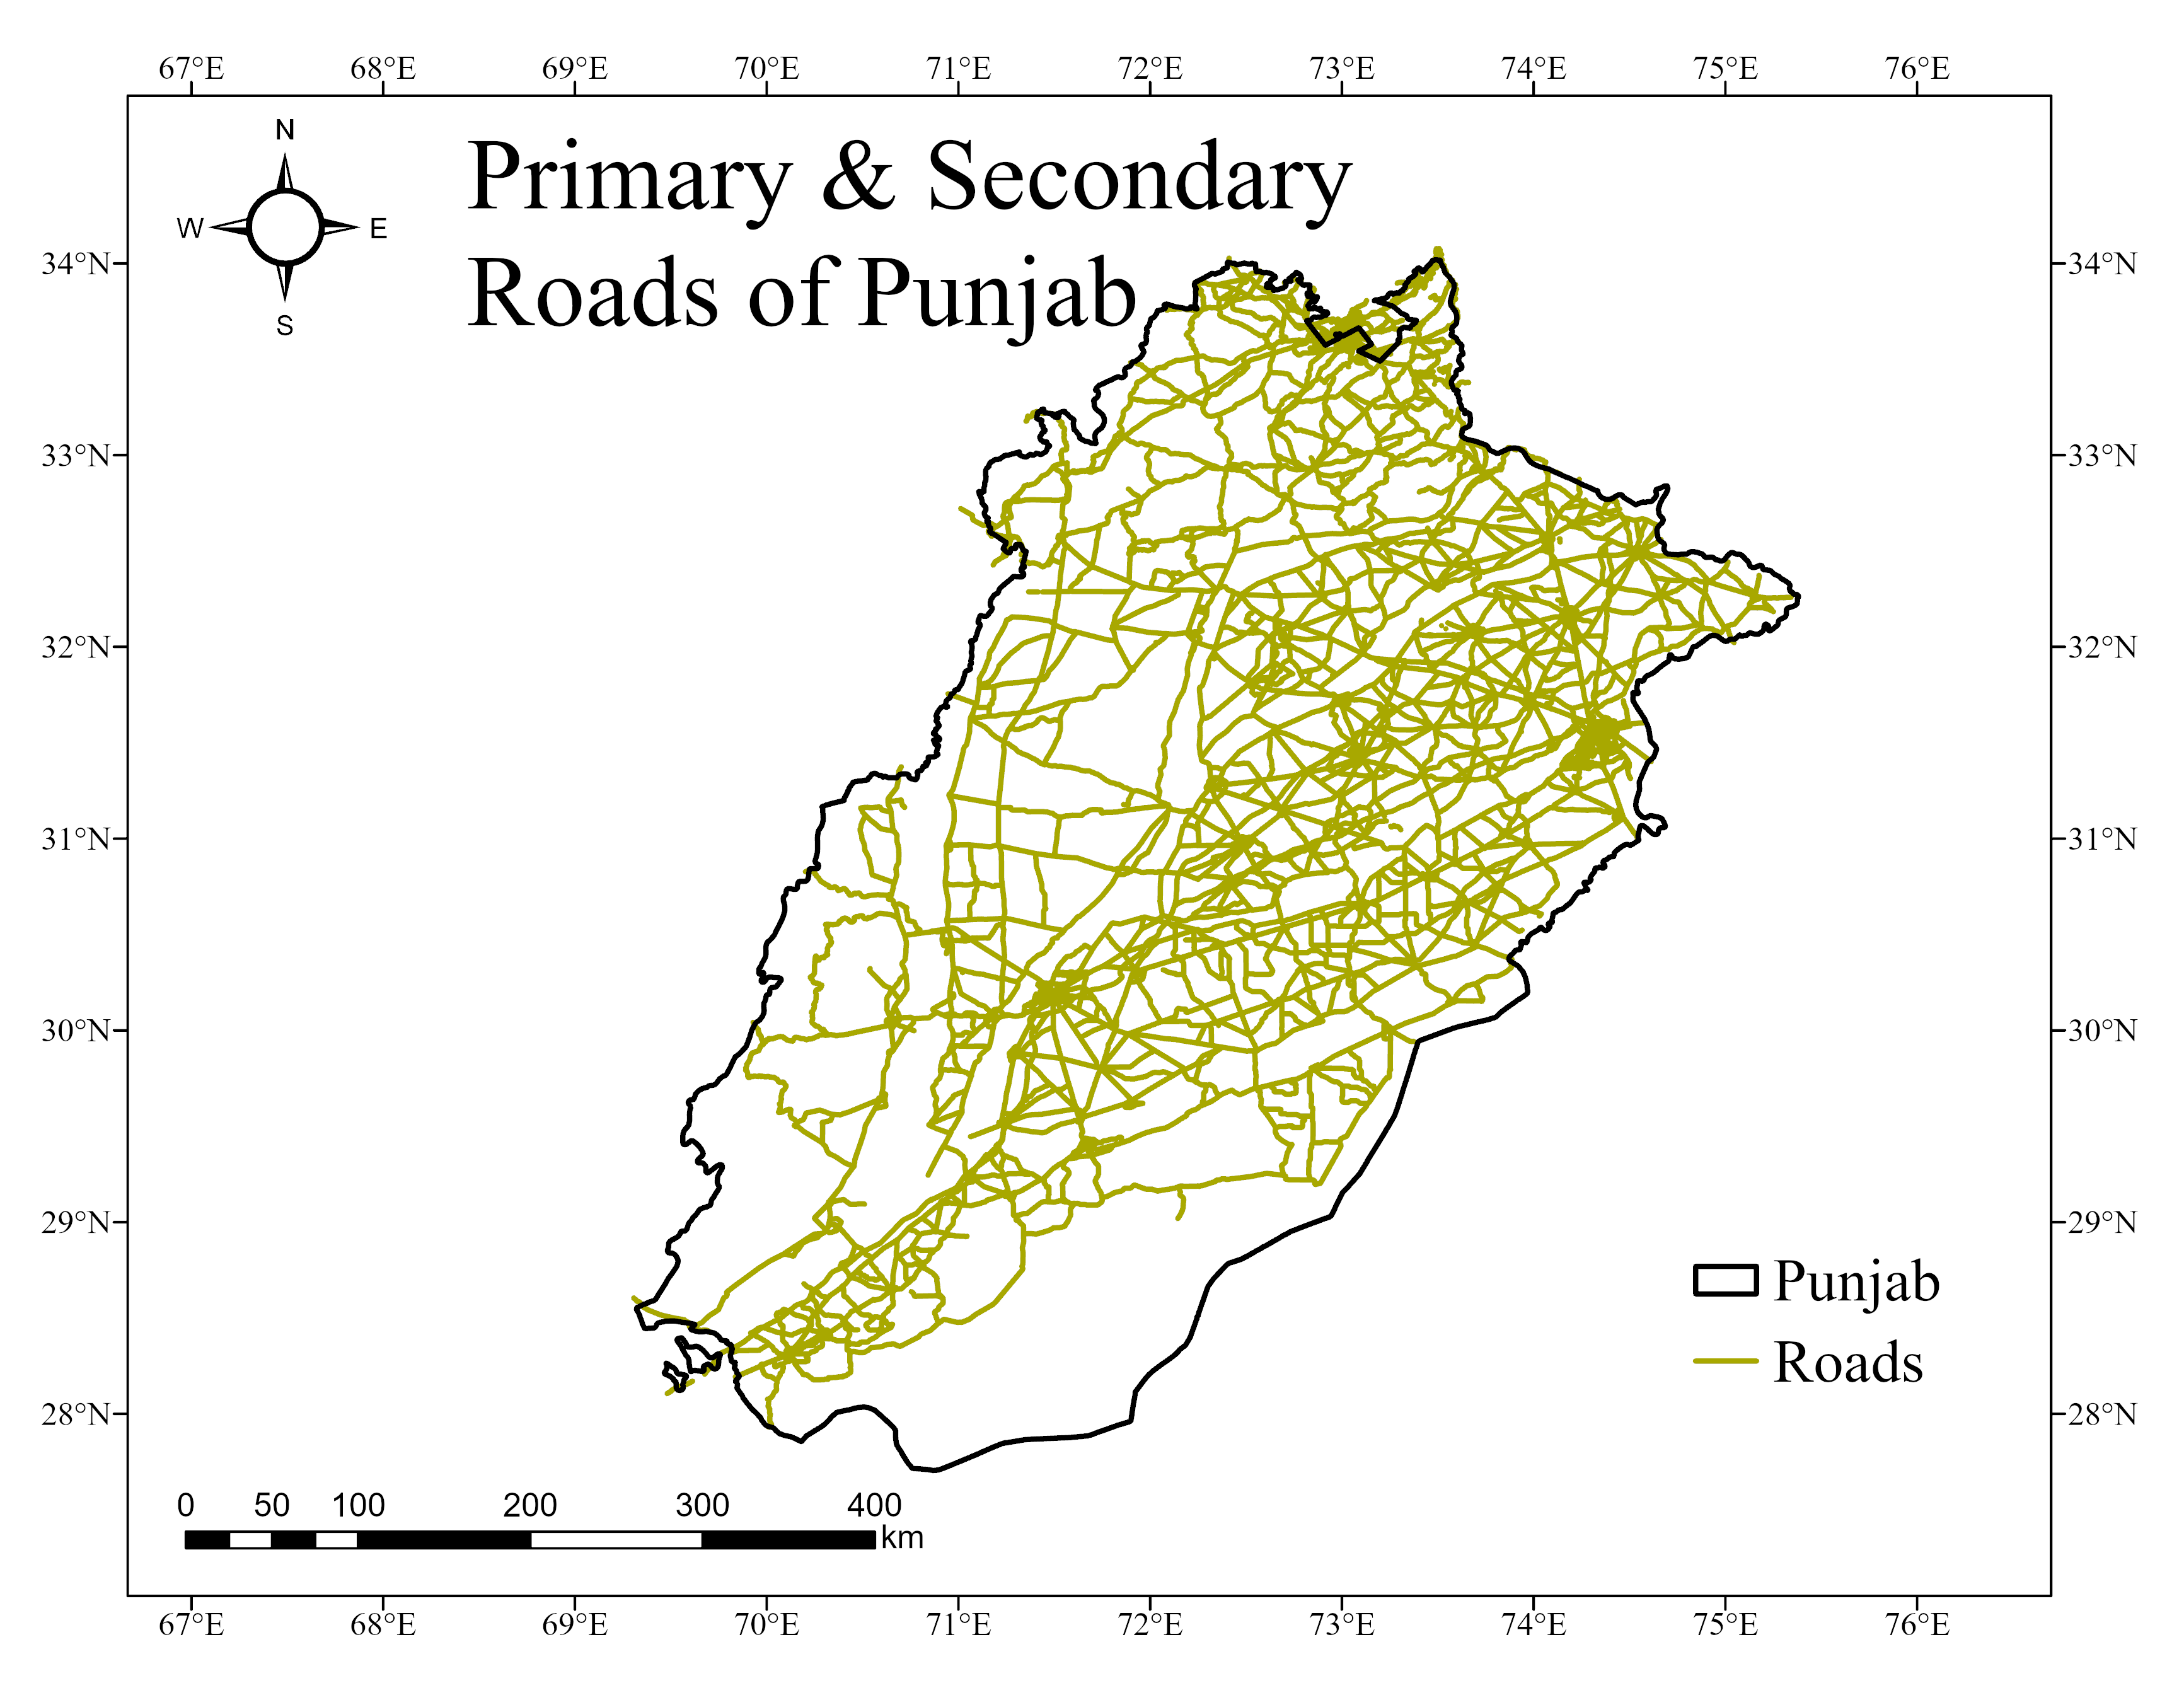 67°E 68°E 69°E 70°E 71°E 72°E 73°E 74°E 75°E 76°E
N
W E
S
Primary & Secondary
Roads of Punjab
34°N 34°N
33°N 33°N
32°N 32°N
31°N 31°N
30°N 30°N
29°N 29°N
Punjab
Roads
28°N 28°N
0 50 100 200 300 400
km
67°E 68°E 69°E 70°E 71°E 72°E 73°E 74°E 75°E 76°E